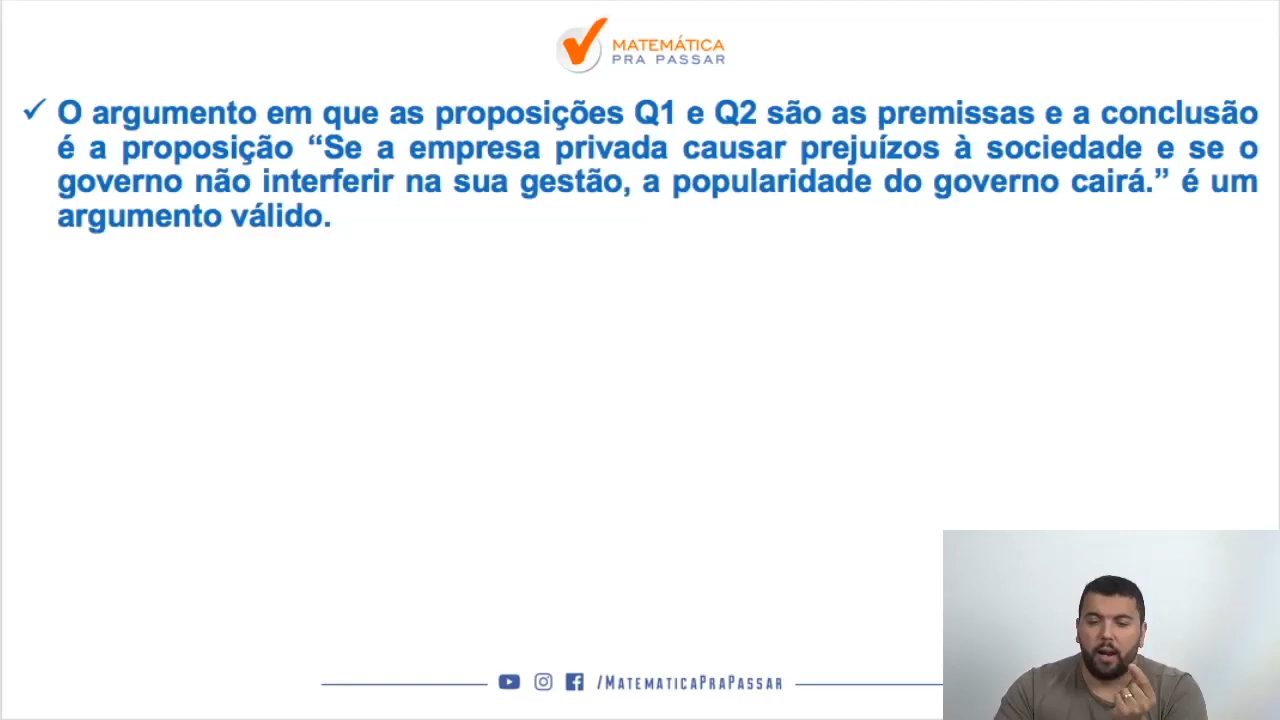 MATEMÁTICA
PRA PASSAR
O argumento em que as proposições Q1 e Q2 são as premissas e a conclusão
é a proposição “Se a empresa privada causar prejuízos à sociedade e se o
governo não interferir na sua gestão, a popularidade do governo cairá.” é um
argumento válido.
/MATEMATICAPRAPASSAR